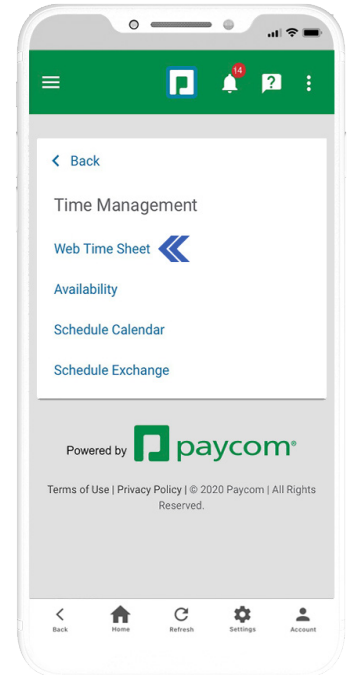 14
?
Back
Time Management
Web Time Sheet
Availability
Schedule Calendar
Schedule Exchange
Powered by paycom®
Terms of Use | Privacy Policy | © 2020 Paycom | All Rights
Reserved.
Back Home Refresh Settings Account